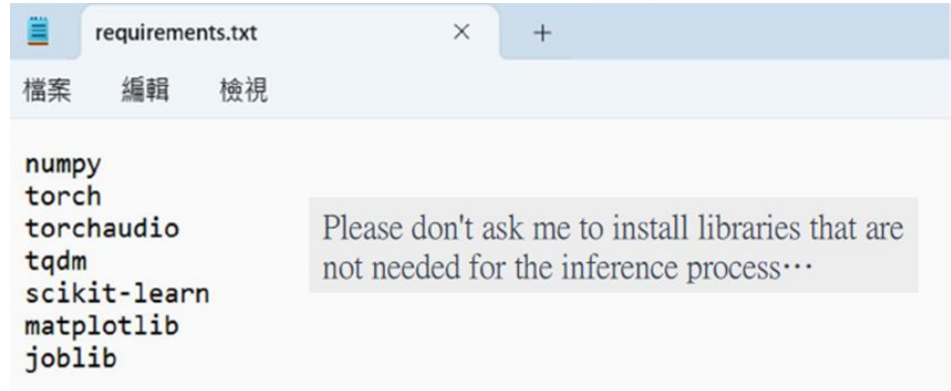 requirements.txt
檔案 編輯 檢視
numpy
torch
torchaudio
tqdm
scikit-learn
matplotlib
joblib
Please don't ask me to install libraries that are
not needed for the inference process⋯